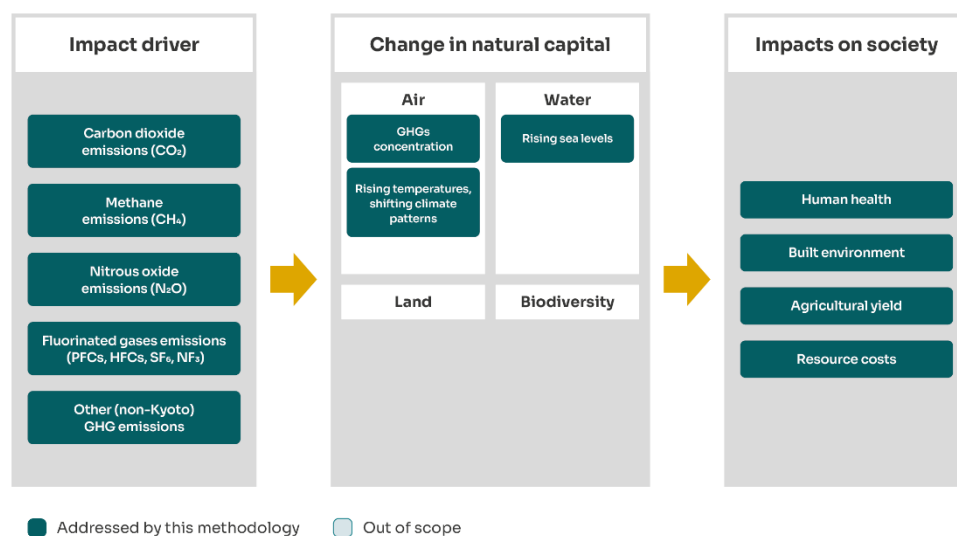 Impact driver
Carbon dioxide
emissions (CO₂)
Methane
emissions (CH₄)
Nitrous oxide
emissions (N₂O)
Fluorinated gases emissions
(PFCs, HFCs, SF₆, NF₃)
Other (non-Kyoto)
GHG emissions
Change in natural capital
Air
GHGs
concentration
Rising temperatures,
shifting climate
patterns
Water
Rising sea levels
Land
Biodiversity
Impacts on society
Human health
Built environment
Agricultural yield
Resource costs
Addressed by this methodology
Out of scope